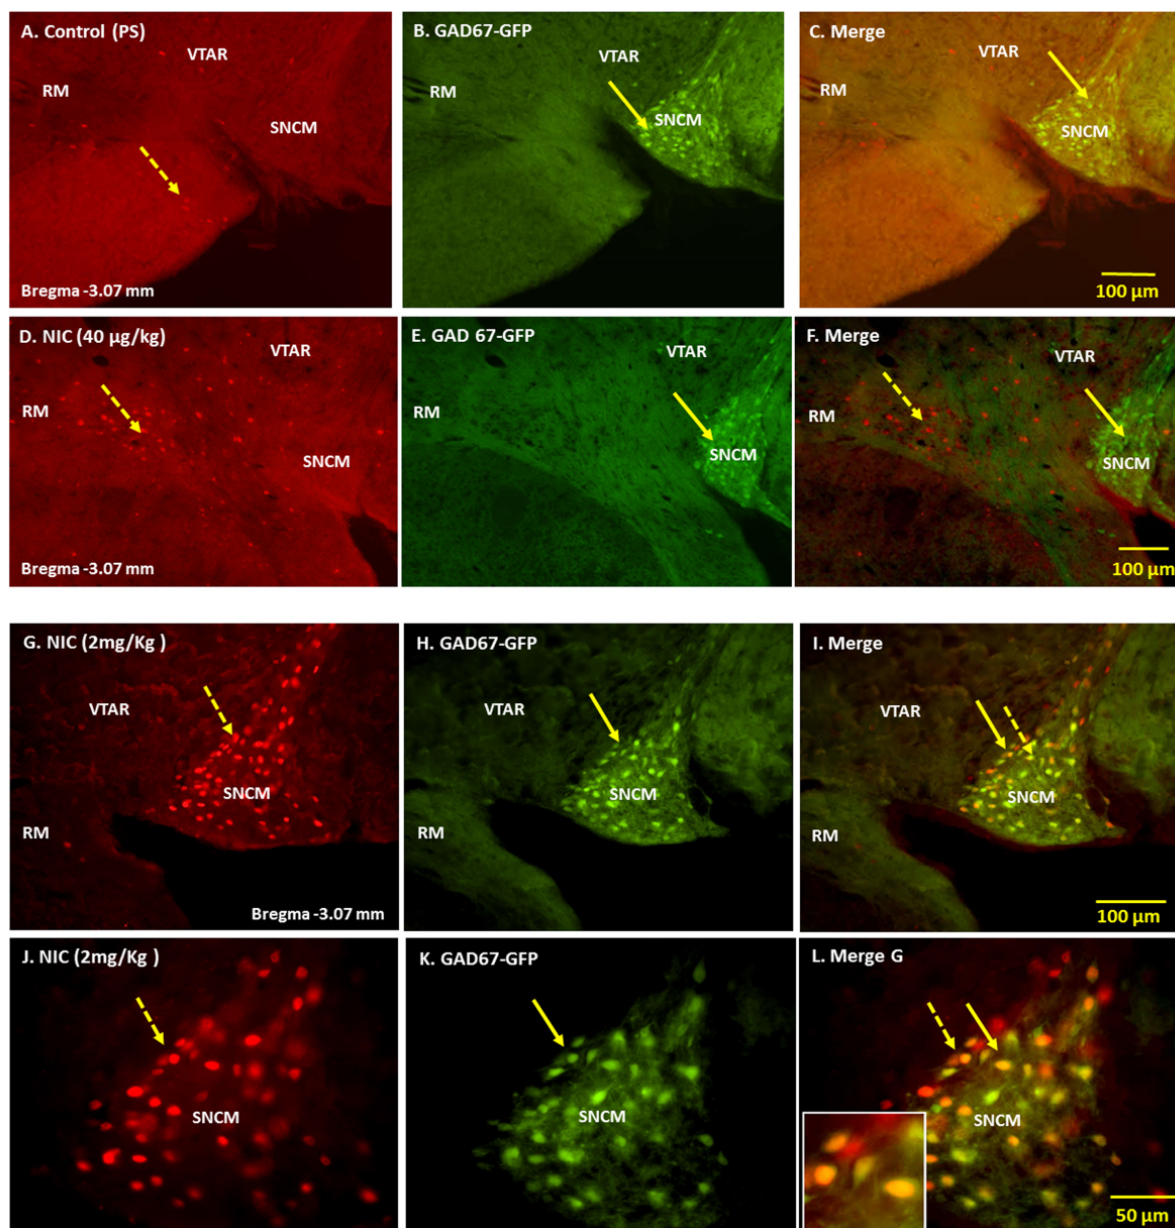 A. Control (PS)
VTAR
RM
SNCM
Bregma -3.07 mm
B. GAD67-GFP
VTAR
RM
SNCM
C. Merge
VTAR
RM
SNCM
100 µm
D. NIC (40 µg/kg)
VTAR
RM
SNCM
Bregma -3.07 mm
E. GAD 67-GFP
VTAR
RM
SNCM
F. Merge
VTAR
RM
SNCM
100 µm
G. NIC (2mg/Kg )
VTAR
SNCM
RM
Bregma -3.07 mm
H. GAD67-GFP
VTAR
SNCM
RM
I. Merge
VTAR
SNCM
RM
100 µm
J. NIC (2mg/Kg )
SNCM
K. GAD67-GFP
SNCM
L. Merge G
SNCM
50 µm